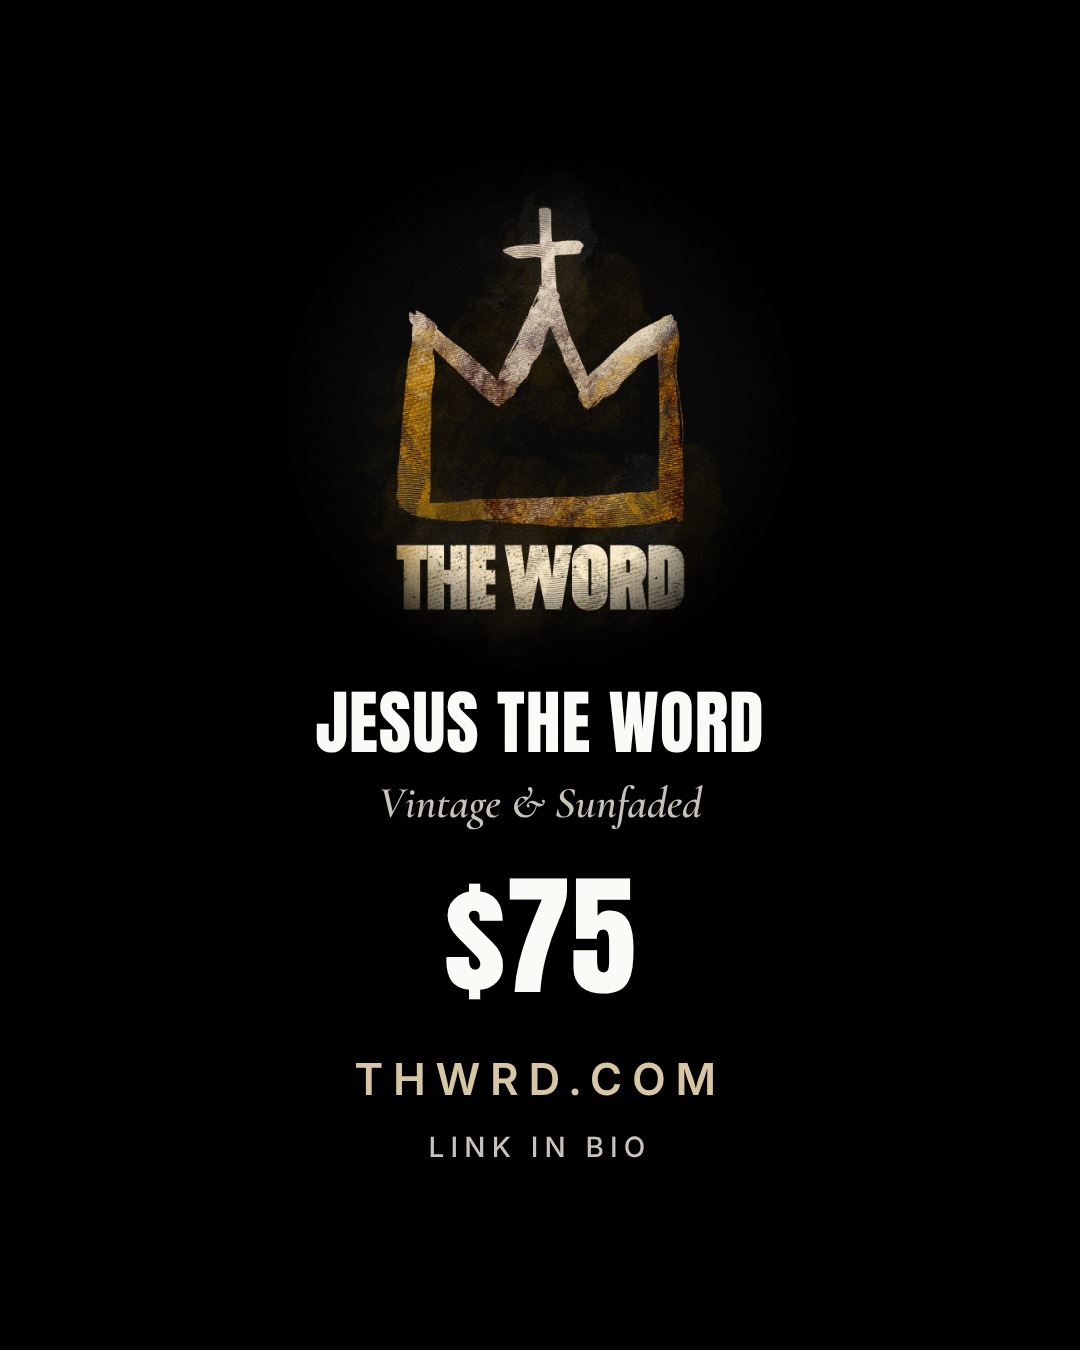 THE WORD
JESUS THE WORD
Vintage & Sunfaded
$75
THWRD.COM
LINK IN BIO